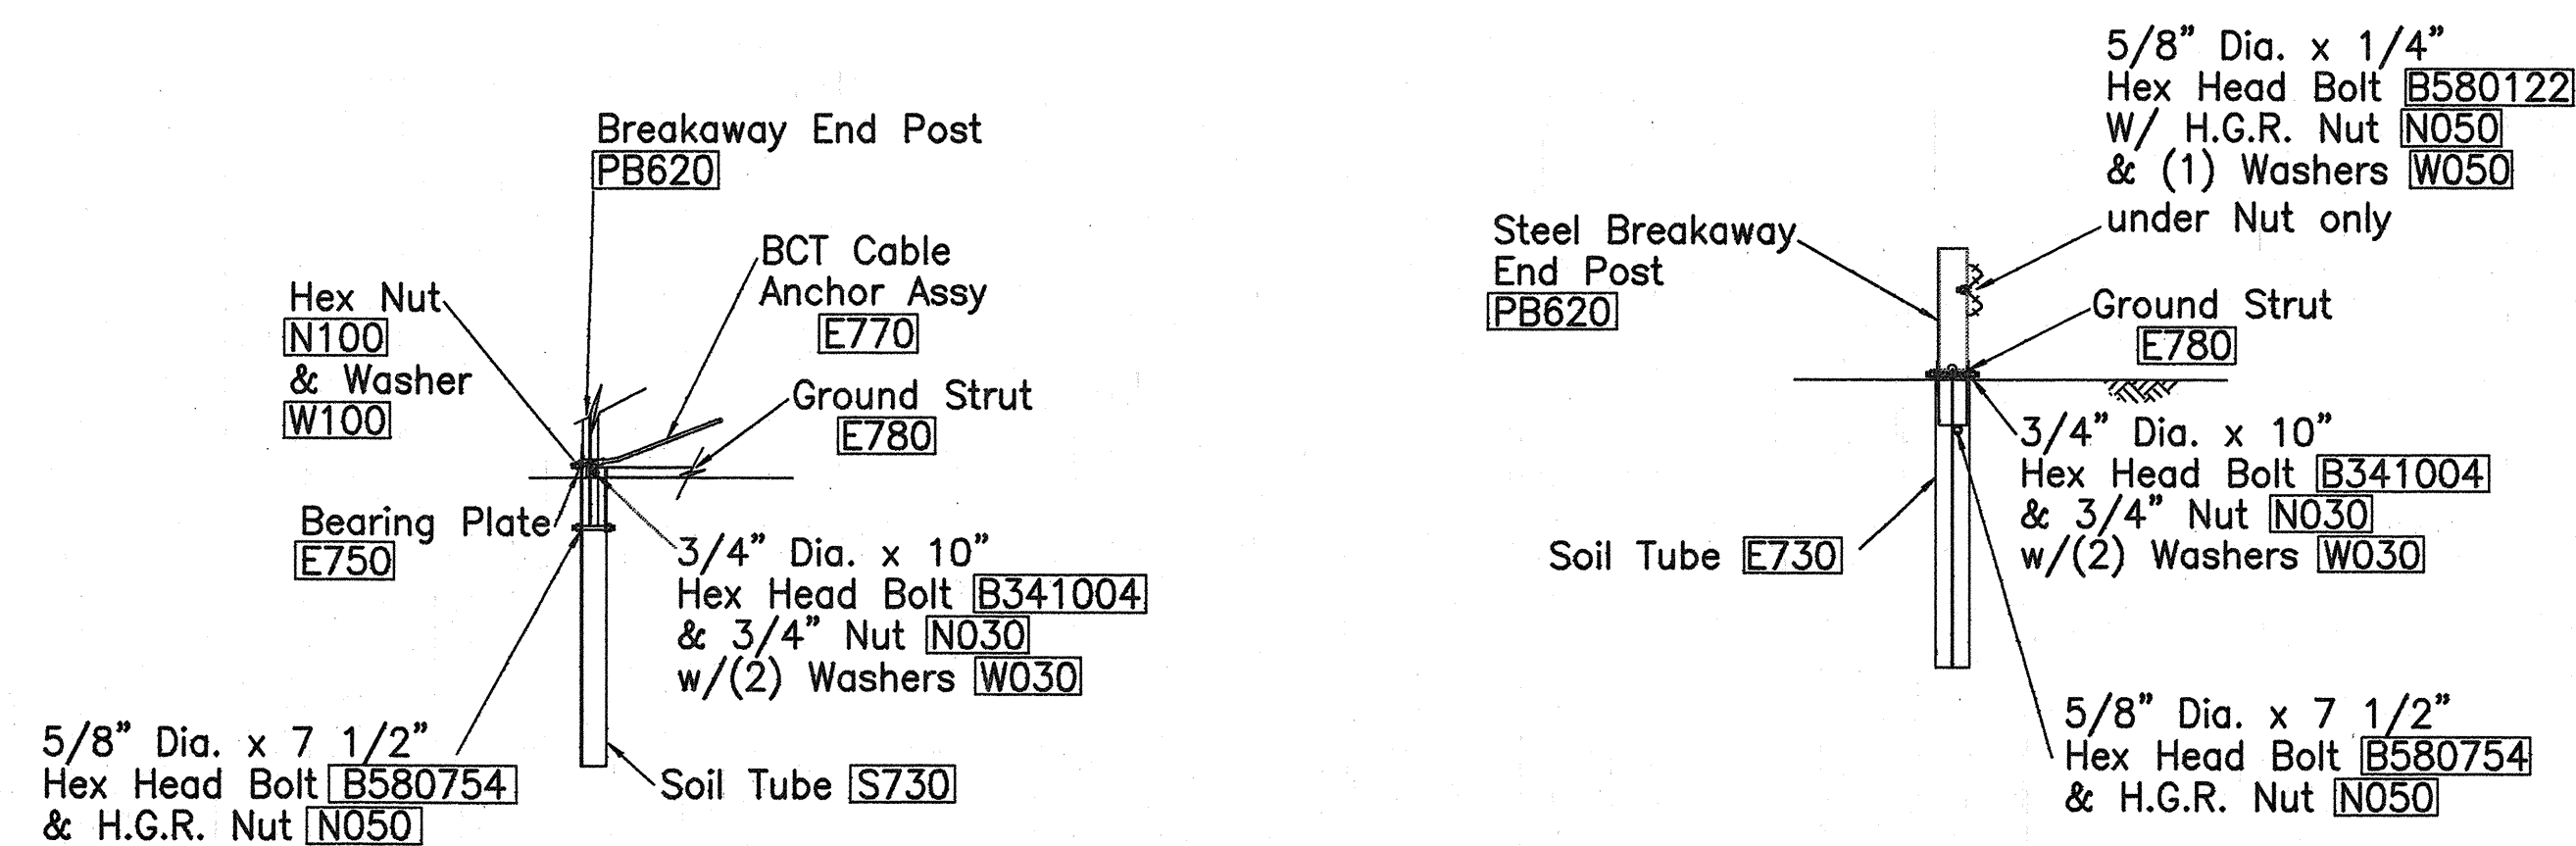 Breakaway End Post
PB620
BCT Cable
Anchor Assy
E770
Hex Nut
N100
& Washer
W100
Ground Strut
E780
Bearing Plate
E750
3/4” Dia. x 10”
Hex Head Bolt B341004
& 3/4” Nut N030
w/(2) Washers W030
5/8” Dia. x 7 1/2”
Hex Head Bolt B580754
& H.G.R. Nut N050
Soil Tube S730
5/8” Dia. x 1/4”
Hex Head Bolt B580122
W/ H.G.R. Nut N050
& (1) Washers W050
under Nut only
Steel Breakaway
End Post
PB620
Ground Strut
E780
3/4” Dia. x 10”
Hex Head Bolt B341004
& 3/4” Nut N030
w/(2) Washers W030
Soil Tube E730
5/8” Dia. x 7 1/2”
Hex Head Bolt B580754
& H.G.R. Nut N050